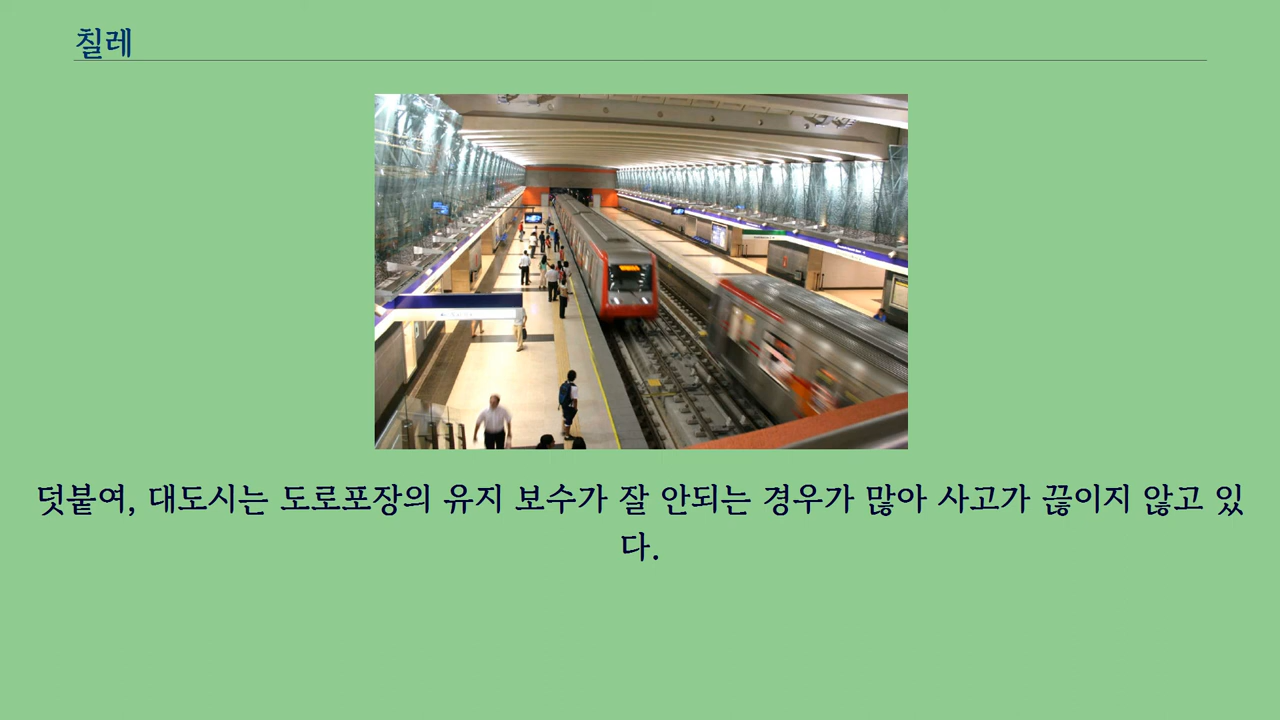 칠레
덧붙여, 대도시는 도로포장의 유지 보수가 잘 안되는 경우가 많아 사고가 끊이지 않고 있
다.